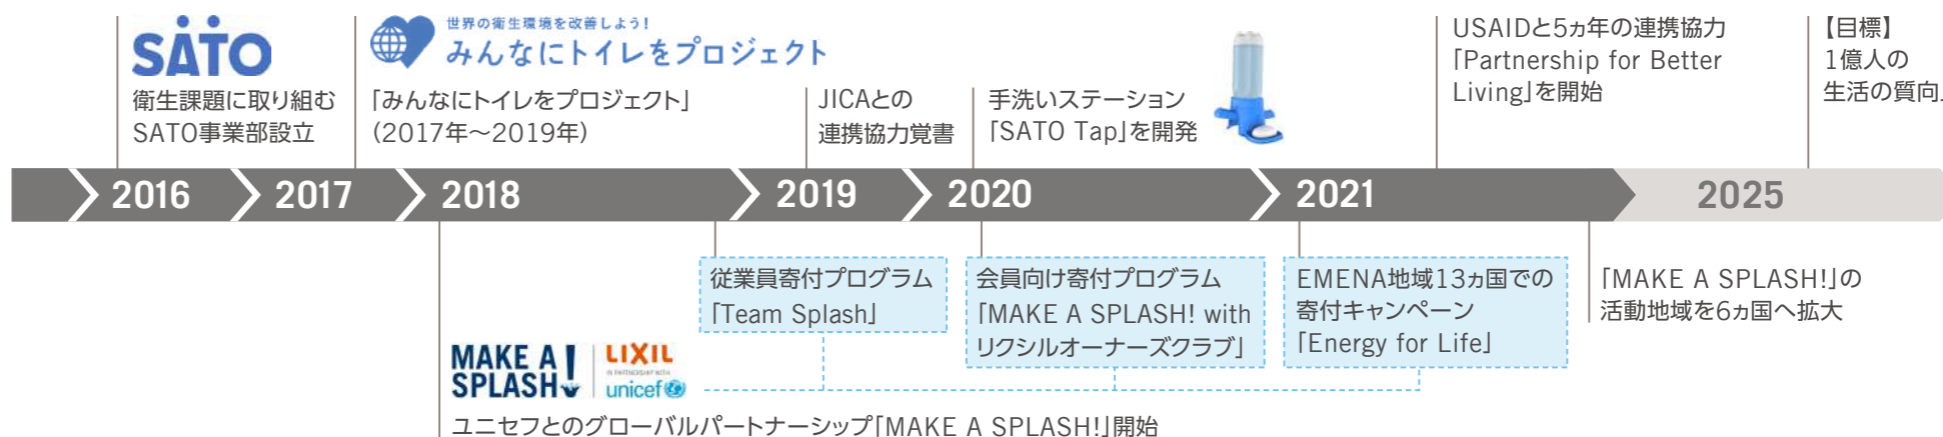 SATO
衛生課題に取り組む
SATO事業部設立
世界の衛生環境を改善しよう!
みんなにトイレをプロジェクト
「みんなにトイレをプロジェクト」
(2017年〜2019年)
JICAとの
連携協力覚書
手洗いステーション
「SATO Tap」を開発
USAIDと5ヵ年の連携協力
「Partnership for Better
Living」を開始
【目標】
1億人の
生活の質向
2016
2017
2018
2019
2020
2021
2025
従業員寄付プログラム
「Team Splash」
会員向け寄付プログラム
「MAKE A SPLASH! with
リクシルオーナーズクラブ」
EMENA地域13ヵ国での
寄付キャンペーン
「Energy for Life」
「MAKE A SPLASH!」の
活動地域を6ヵ国へ拡大
MAKE A
SPLASH!
LIXIL
IN PARTNERSHIP WITH
unicef
ユニセフとのグローバルパートナーシップ「MAKE A SPLASH!」開始